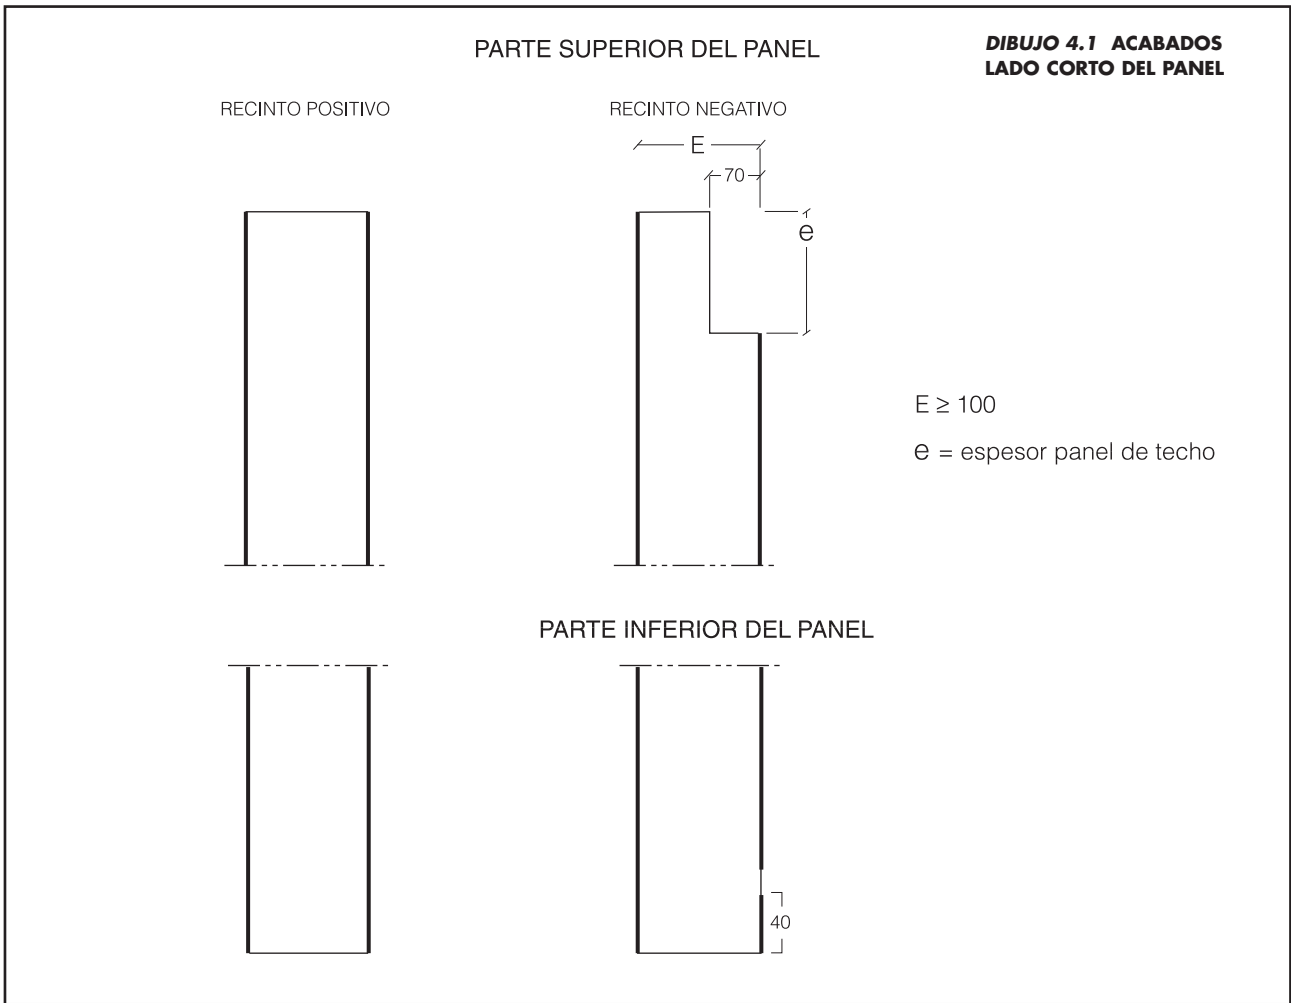 PARTE SUPERIOR DEL PANEL
DIBUJO 4.1 ACABADOS
LADO CORTO DEL PANEL
RECINTO POSITIVO
RECINTO NEGATIVO
E
70
e
E ≥ 100
e = espesor panel de techo
PARTE INFERIOR DEL PANEL
40